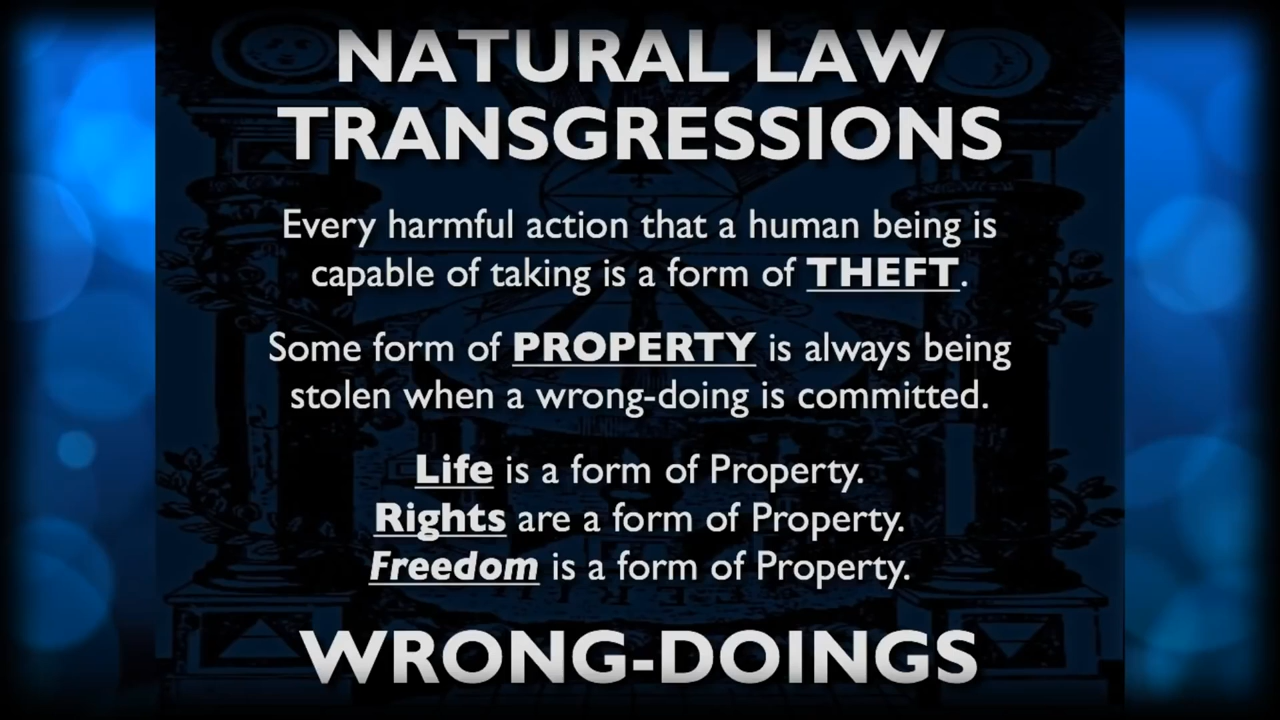 NATURAL LAW
TRANSGRESSIONS
Every harmful action that a human being is
capable of taking is a form of THEFT.
Some form of PROPERTY is always being
stolen when a wrong-doing is committed.
Life is a form of Property.
Rights are a form of Property.
Freedom is a form of Property.
WRONG-DOINGS